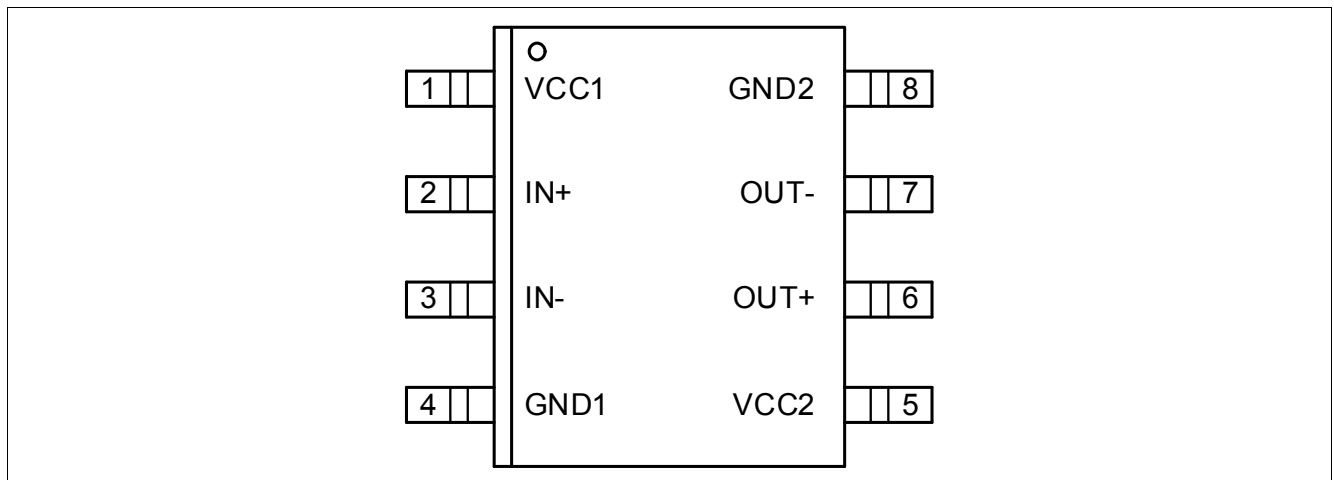 1 VCC1 GND2 8
2 IN+ OUT- 7
3 IN- OUT+ 6
4 GND1 VCC2 5